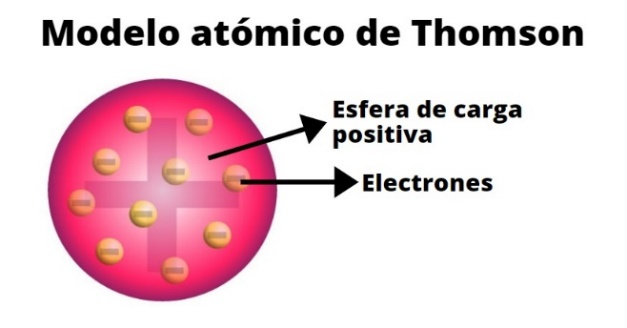 Modelo atómico de Thomson
Esfera de carga
positiva
Electrones